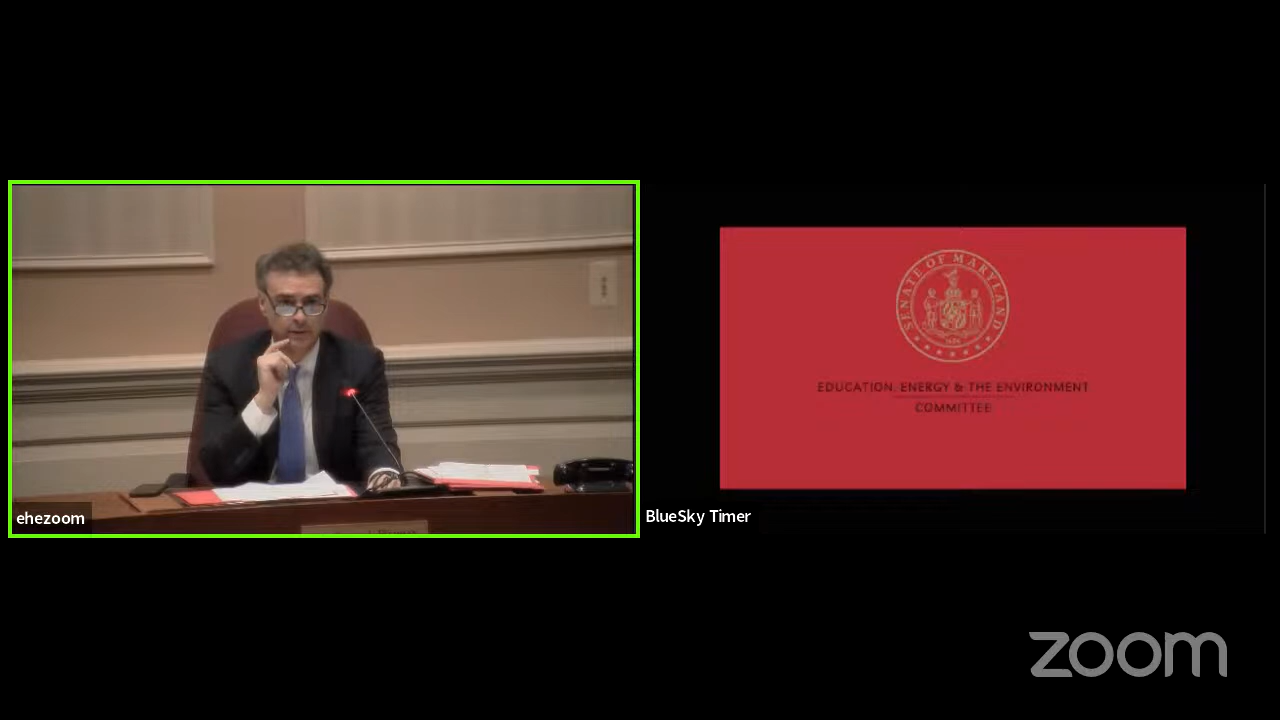 SENATE OF MARYLAND
EDUCATION, ENERGY & THE ENVIRONMENT
COMMITTEE
ehezoom
BlueSky Timer
zoom